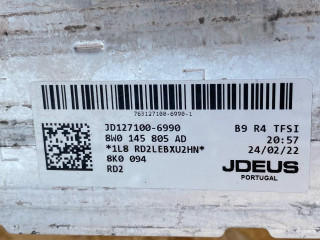 763127100-6990-1
JD127100-6990 B9 R4 TFSI
8W0 145 805 AD 20:57
*1L8 RD2LEBXU2HN* 24/02/22
8K0 094 JDEUS
RD2 PORTUGAL